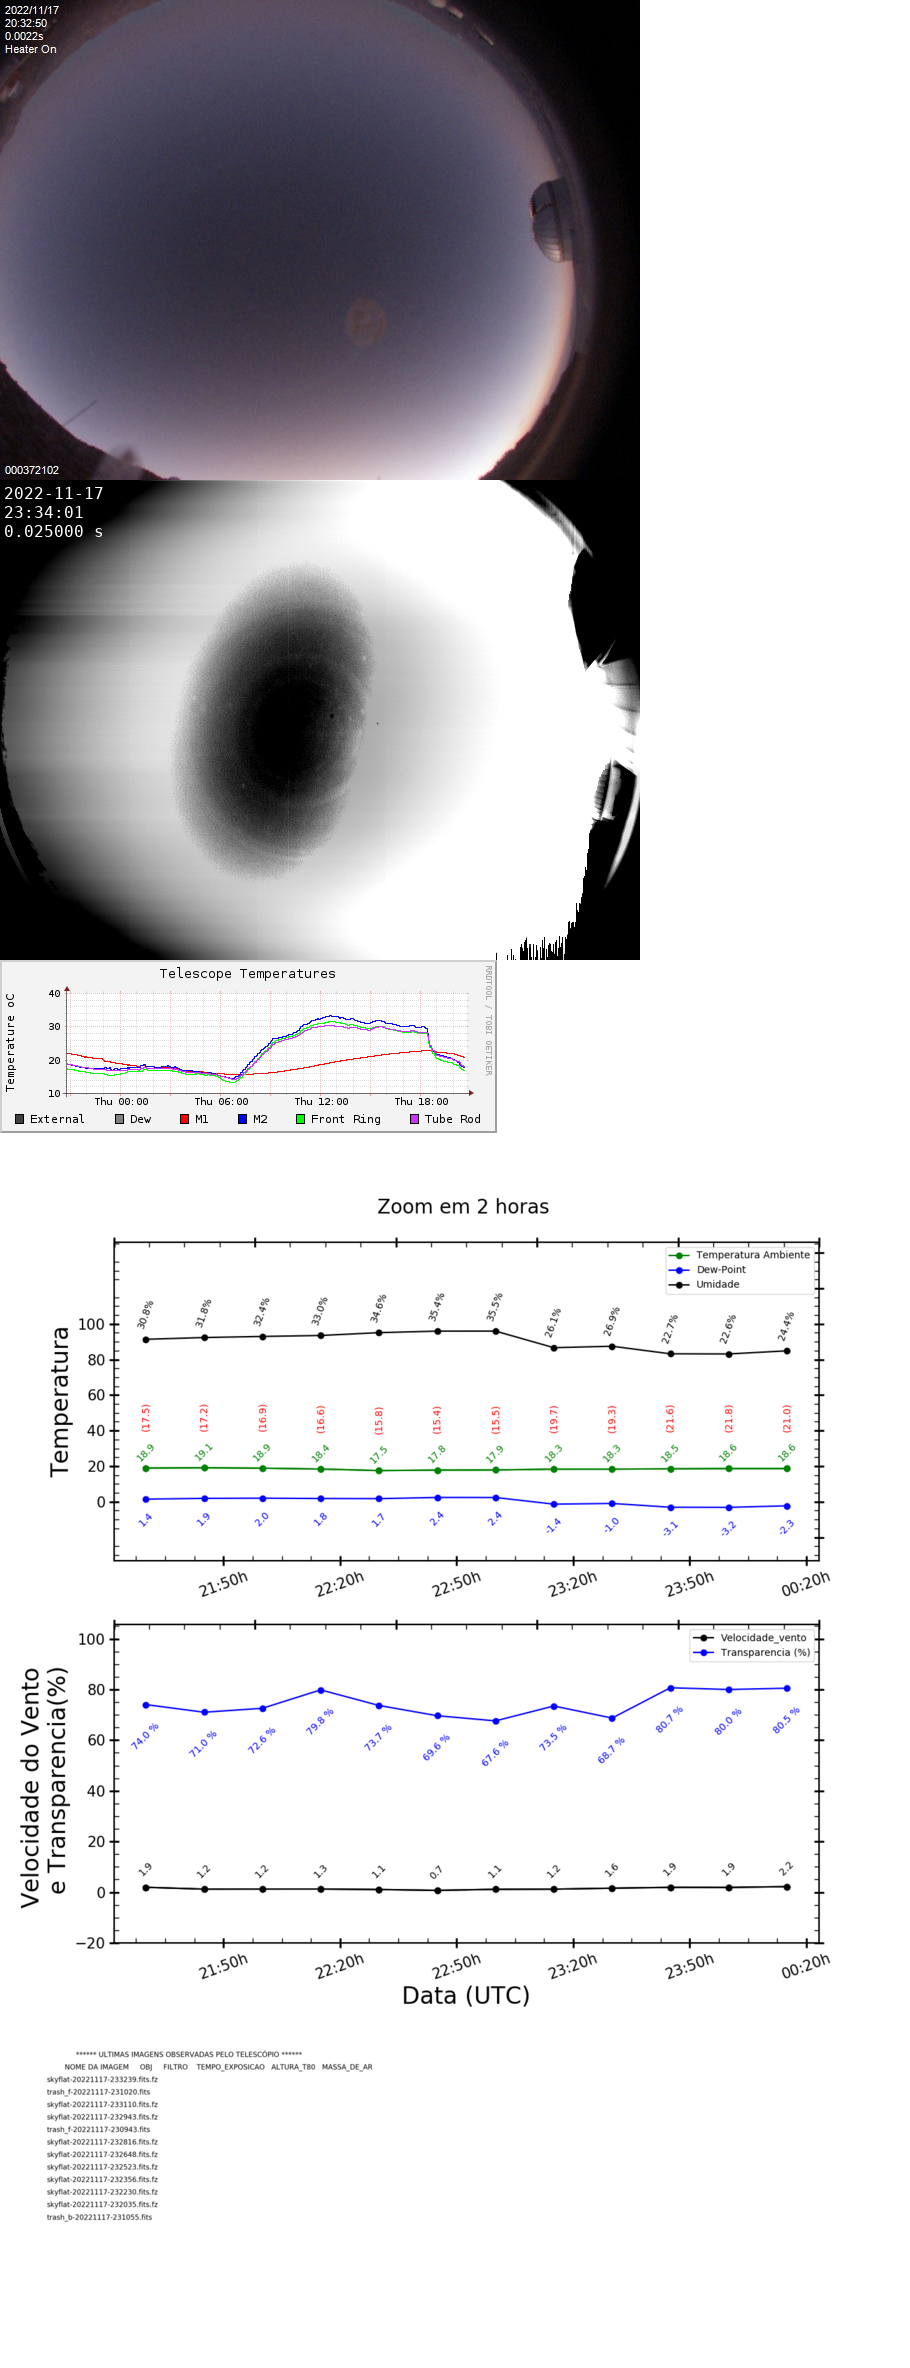 2022/11/17
20:32:50
0.0022s
Heater On
000372102
2022-11-17
23:34:01
0.025000 s
Telescope Temperatures
RRDTOOL / TOBI OETIKER
Temperature oC
40
30
20
10
Thu 00:00 Thu 06:00 Thu 12:00 Thu 18:00
External Dew M1 M2 Front Ring Tube Rod
Zoom em 2 horas
Temperatura Ambiente
Dew-Point
Umidade
Temperatura
100
80
60
40
20
0
30.8% 31.8% 32.4% 33.0% 34.6% 35.4% 35.5% 26.1% 26.9% 22.7% 22.6% 24.4%
(17.5) (17.2) (16.9) (16.6) (15.8) (15.4) (15.5) (19.7) (19.3) (21.6) (21.8) (21.0)
18.9 19.1 18.9 18.4 17.5 17.8 17.9 18.3 18.3 18.5 18.6 18.6
1.4 1.9 2.0 1.8 1.7 2.4 2.4 -1.4 -1.0 -3.1 -3.2 -2.3
21:50h 22:20h 22:50h 23:20h 23:50h 00:20h
Velocidade_vento
Transparencia (%)
Velocidade do Vento
e Transparencia(%)
100
80
60
40
20
0
−20
74.0 % 71.0 % 72.6 % 79.8 % 73.7 % 69.6 % 67.6 % 73.5 % 68.7 % 80.7 % 80.0 % 80.5 %
1.9 1.2 1.2 1.3 1.1 0.7 1.1 1.2 1.6 1.9 1.9 2.2
21:50h 22:20h 22:50h 23:20h 23:50h 00:20h
Data (UTC)
****** ULTIMAS IMAGENS OBSERVADAS PELO TELESCÓPIO ******
NOME DA IMAGEM OBJ FILTRO TEMPO_EXPOSICAO ALTURA_T80 MASSA_DE_AR
skyflat-20221117-233239.fits.fz
trash_f-20221117-231020.fits
skyflat-20221117-233110.fits.fz
skyflat-20221117-232943.fits.fz
trash_f-20221117-230943.fits
skyflat-20221117-232816.fits.fz
skyflat-20221117-232648.fits.fz
skyflat-20221117-232523.fits.fz
skyflat-20221117-232356.fits.fz
skyflat-20221117-232230.fits.fz
skyflat-20221117-232035.fits.fz
trash_b-20221117-231055.fits